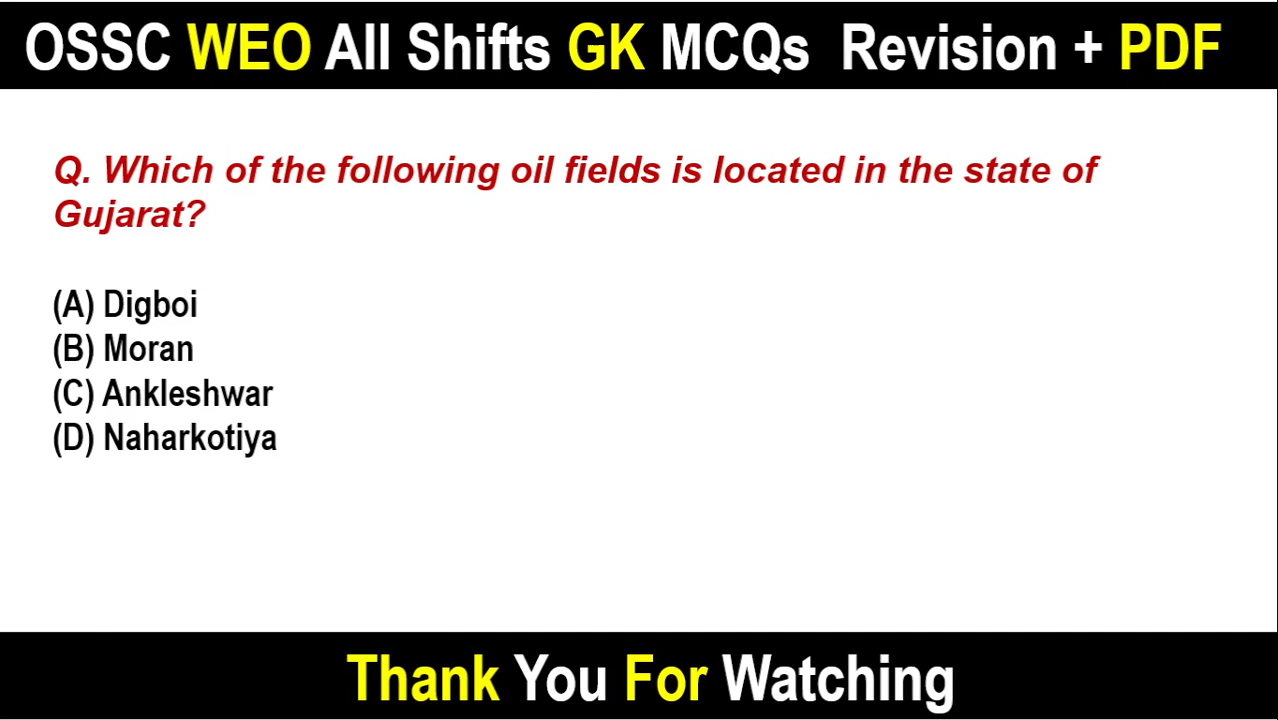 OSSC WEO All Shifts GK MCQs Revision + PDF
Q. Which of the following oil fields is located in the state of
Gujarat?
(A) Digboi
(B) Moran
(C) Ankleshwar
(D) Naharkotiya
Thank You For Watching